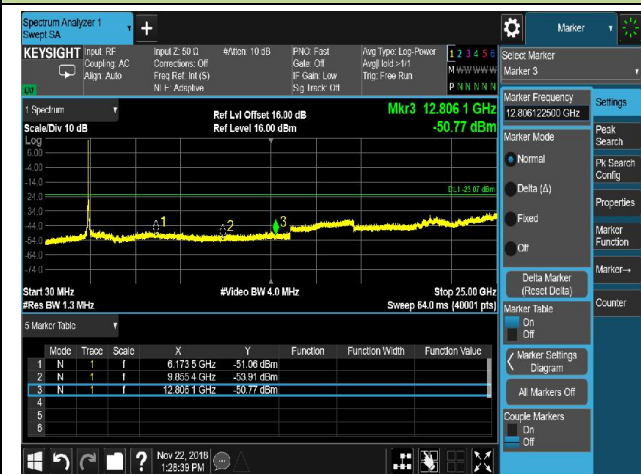 Spectrum Analyzer 1
Swept SA
+
Marker
KEYSIGHT
Input: RF
Coupling: AC
Align: Auto
Input Z: 50 Ω
Corrections: Off
Freq Ref: Int (S)
NFE: Adaptive
#Atten: 10 dB
PNO: Fast
Gate: Off
IF Gain: Low
Sig Track: Off
Avg Type: Log-Power
Avg|Hold:>1/1
Trig: Free Run
1 2 3 4 5 6
M W W W W W
P N N N N N
Select Marker
Marker 3
1 Spectrum
Scale/Div 10 dB
Log
Ref Lvl Offset 16.00 dB
Ref Level 16.00 dBm
Mkr3 12.806 1 GHz
-50.77 dBm
6.00
-4.00
-14.0
-24.0
-34.0
-44.0
-54.0
-64.0
-74.0
1
2
3
Start 30 MHz
#Res BW 1.3 MHz
#Video BW 4.0 MHz
Stop 25.00 GHz
Sweep 64.0 ms (40001 pts)
5 Marker Table
Mode Trace Scale X Y Function Function Width Function Value
1 N 1 f 6.173 5 GHz -51.06 dBm
2 N 1 f 9.855 4 GHz -53.91 dBm
3 N 1 f 12.806 1 GHz -50.77 dBm
4
5
6
Marker Frequency
12.806122500 GHz
Marker Mode
Normal
Delta (Δ)
Fixed
Off
Delta Marker
(Reset Delta)
Marker Table
On
Off
Marker Settings
Diagram
All Markers Off
Couple Markers
On
Off
Settings
Peak
Search
Pk Search
Config
Properties
Marker
Function
Marker→
Counter
?
Nov 22, 2018
1:28:39 PM